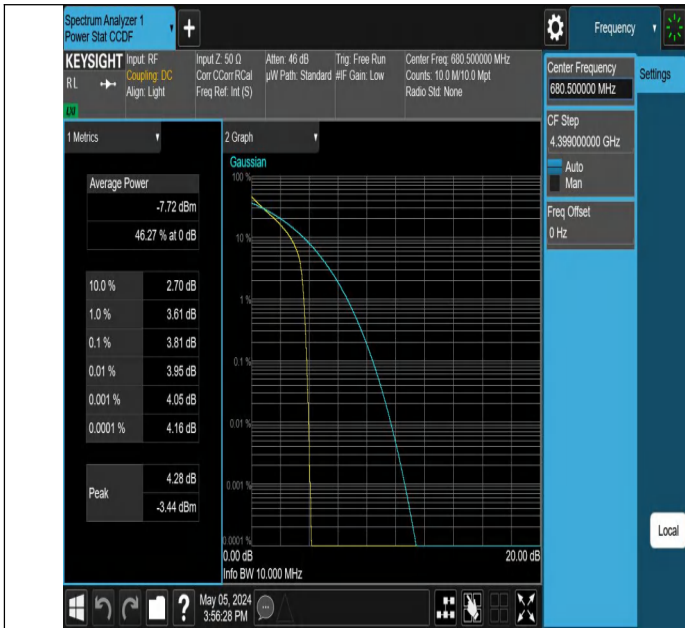 Spectrum Analyzer 1
Power Stat CCDF
Frequency
KEYSIGHT
RL
LXI
Input: RF
Coupling: DC
Align: Light
Input Z: 50 Ω
Corr CCorr RCal
Freq Ref: Int (S)
Atten: 46 dB
µW Path: Standard
Trig: Free Run
#IF Gain: Low
Center Freq: 680.500000 MHz
Counts: 10.0 M/10.0 Mpt
Radio Std: None
Center Frequency
680.500000 MHz
Settings
CF Step
4.399000000 GHz
Auto
Man
Freq Offset
0 Hz
1 Metrics
Average Power
-7.72 dBm
46.27 % at 0 dB
10.0 % 2.70 dB
1.0 % 3.61 dB
0.1 % 3.81 dB
0.01 % 3.95 dB
0.001 % 4.05 dB
0.0001 % 4.16 dB
Peak
4.28 dB
-3.44 dBm
2 Graph
Gaussian
100 %
10 %
1 %
0.1 %
0.01 %
0.001 %
0.0001 %
0.00 dB 20.00 dB
Info BW 10.000 MHz
Local
?
May 05, 2024
3:56:28 PM